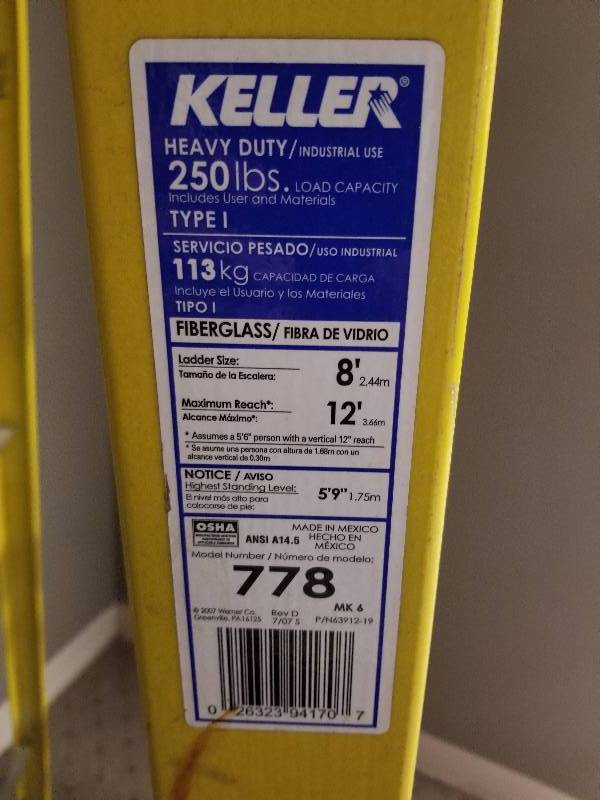 KELLER®
HEAVY DUTY/INDUSTRIAL USE
250lbs. LOAD CAPACITY
Includes User and Materials
TYPE I
SERVICIO PESADO/USO INDUSTRIAL
113kg CAPACIDAD DE CARGA
Incluye el Usuario y los Materiales
TIPO I
FIBERGLASS/ FIBRA DE VIDRIO
Ladder Size:
Tamaño de la Escalera:
8' 2.44m
Maximum Reach*:
Alcance Máximo*:
12' 3.66m
* Assumes a 5'6" person with a vertical 12" reach
* Se asume una persona con altura de 1.68m con un
alcance vertical de 0.30m
NOTICE / AVISO
Highest Standing Level:
El nivel más alto para
colocarse de pie:
5'9" 1.75m
OSHA
ANSI A14.5
MADE IN MEXICO
HECHO EN
MÉXICO
Model Number / Número de modelo:
778
MK 6
© 2007 Werner Co.
Greenville, PA 16125
Rev D
7/07 S
P/N63912-19
0 26323 94170 7